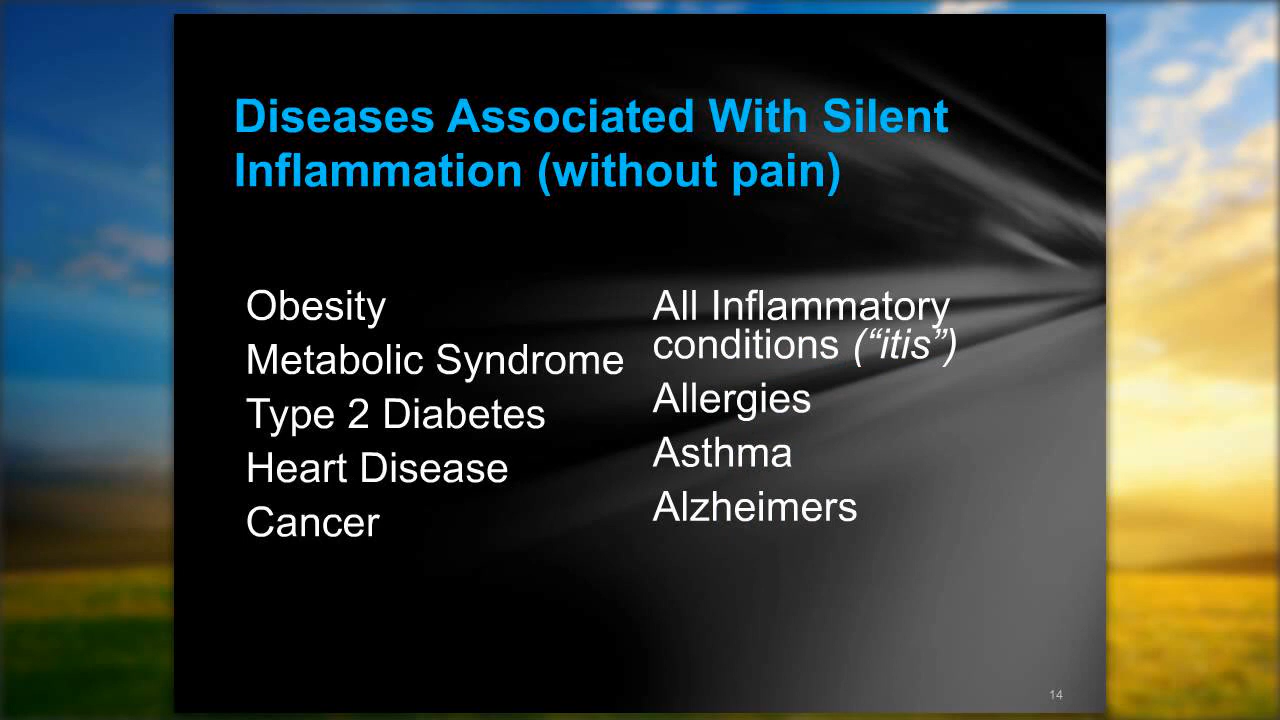 Diseases Associated With Silent
Inflammation (without pain)
Obesity
Metabolic Syndrome
Type 2 Diabetes
Heart Disease
Cancer
All Inflammatory
conditions (“itis”)
Allergies
Asthma
Alzheimers
14